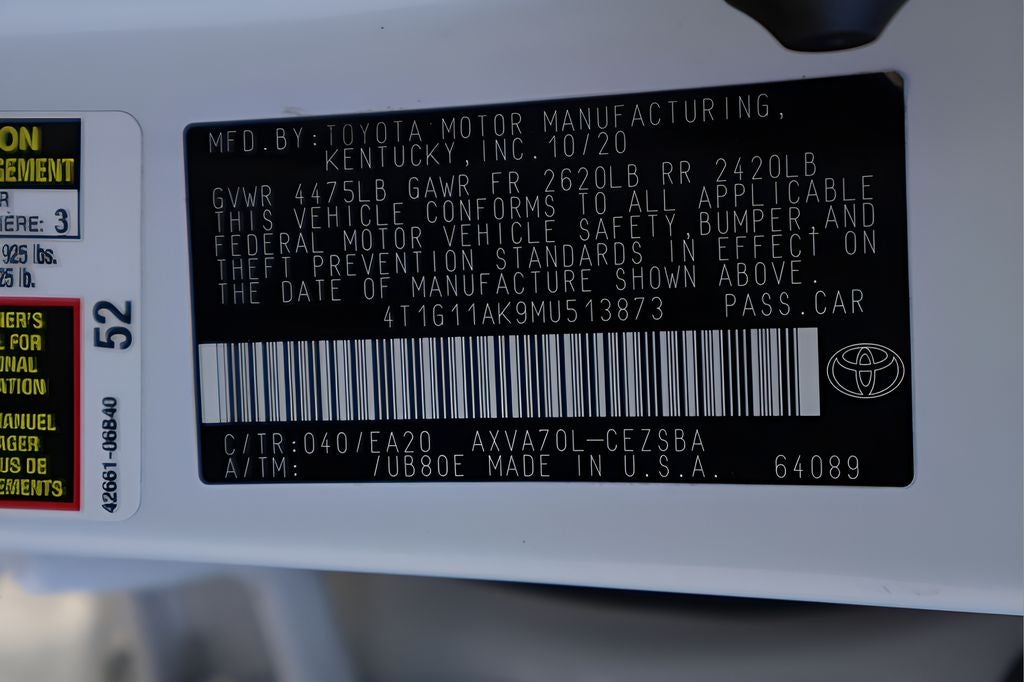 ON
GEMENT
R
IÈRE: 3
925 lbs.
25 lb.
52
NER'S
L FOR
ONAL
ATION
MANUEL
AGER
US DE
EMENTS
42661-06B40
MFD.BY:TOYOTA MOTOR MANUFACTURING,
KENTUCKY,INC.10/20
GVWR 4475LB GAWR FR 2620LB RR 2420LB
THIS VEHICLE CONFORMS TO ALL APPLICABLE
FEDERAL MOTOR VEHICLE SAFETY,BUMPER,AND
THEFT PREVENTION STANDARDS IN EFFECT ON
THE DATE OF MANUFACTURE SHOWN ABOVE.
4T1G11AK9MU513873 PASS.CAR
C/TR:040/EA20 AXVA70L-CEZSBA
A/TM: /UB80E MADE IN U.S.A. 64089